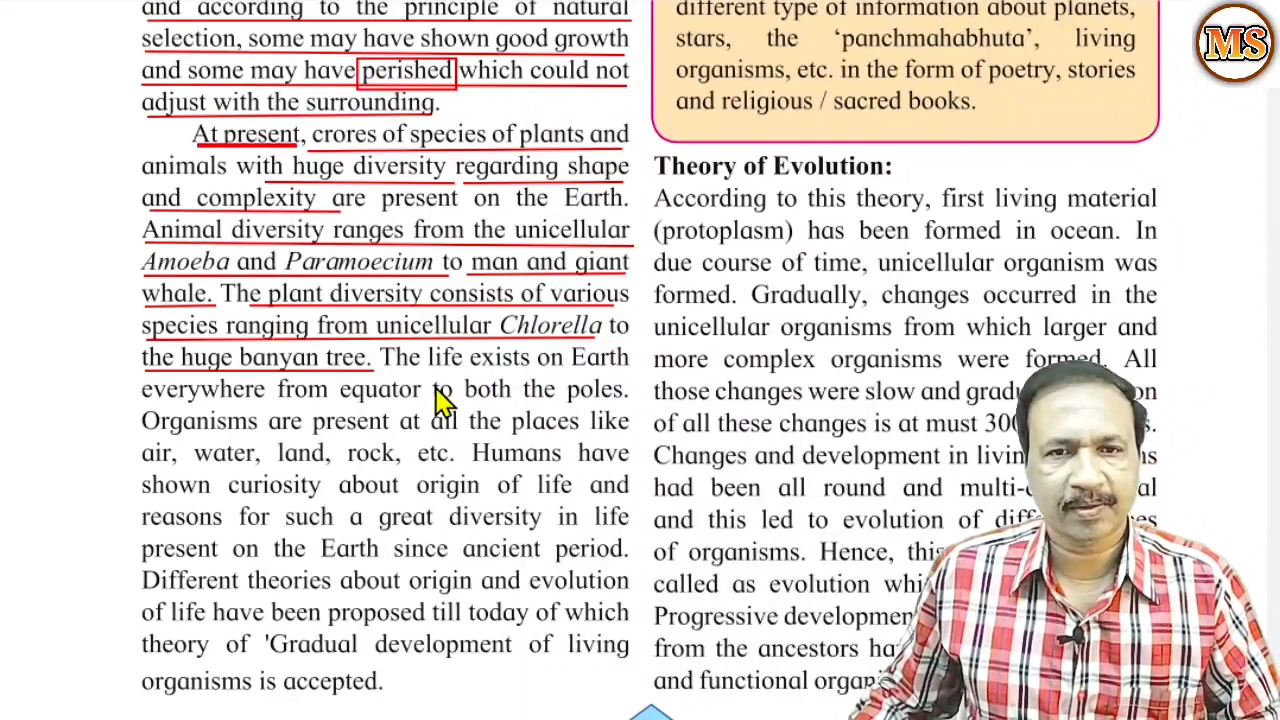 and according to the principle of natural
selection, some may have shown good growth
and some may have perished which could not
adjust with the surrounding.
At present, crores of species of plants and
animals with huge diversity regarding shape
and complexity are present on the Earth.
Animal diversity ranges from the unicellular
Amoeba and Paramoecium to man and giant
whale. The plant diversity consists of various
species ranging from unicellular Chlorella to
the huge banyan tree. The life exists on Earth
everywhere from equator to both the poles.
Organisms are present at all the places like
air, water, land, rock, etc. Humans have
shown curiosity about origin of life and
reasons for such a great diversity in life
present on the Earth since ancient period.
Different theories about origin and evolution
of life have been proposed till today of which
theory of 'Gradual development of living
organisms is accepted.
different type of information about planets,
stars, the ‘panchmahabhuta’, living
organisms, etc. in the form of poetry, stories
and religious / sacred books.
Theory of Evolution:
According to this theory, first living material
(protoplasm) has been formed in ocean. In
due course of time, unicellular organism was
formed. Gradually, changes occurred in the
unicellular organisms from which larger and
more complex organisms were formed. All
those changes were slow and
of all these changes is at must
Changes and development in
had been all round and
and this led to evolution of
of organisms. Hence,
called as evolution
Progressive development
from the ancestors
and functional
MS